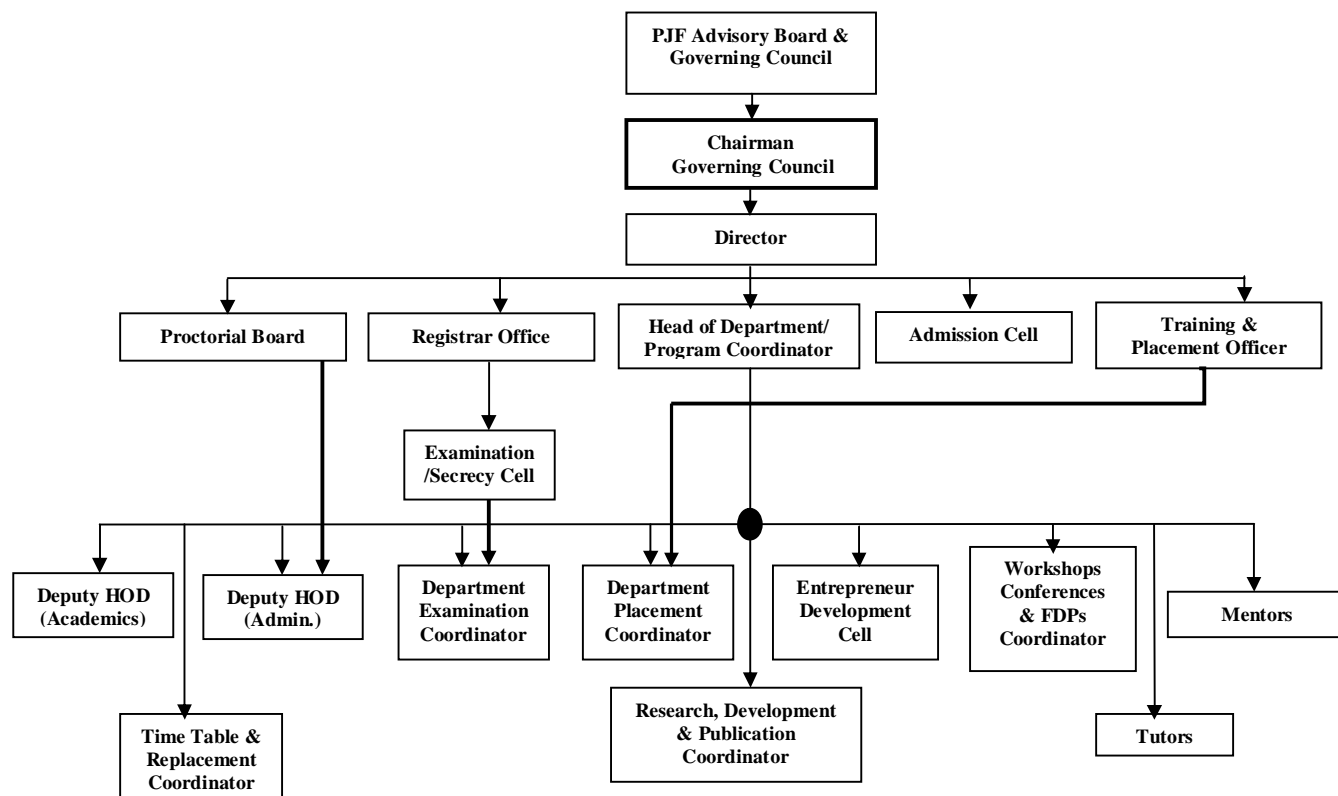 PJF Advisory Board &
Governing Council
Chairman
Governing Council
Director
Proctorial Board
Registrar Office
Head of Department/
Program Coordinator
Admission Cell
Training &
Placement Officer
Examination
/Secrecy Cell
Deputy HOD
(Academics)
Deputy HOD
(Admin.)
Department
Examination
Coordinator
Department
Placement
Coordinator
Entrepreneur
Development
Cell
Workshops
Conferences
& FDPs
Coordinator
Mentors
Time Table &
Replacement
Coordinator
Research, Development
& Publication
Coordinator
Tutors